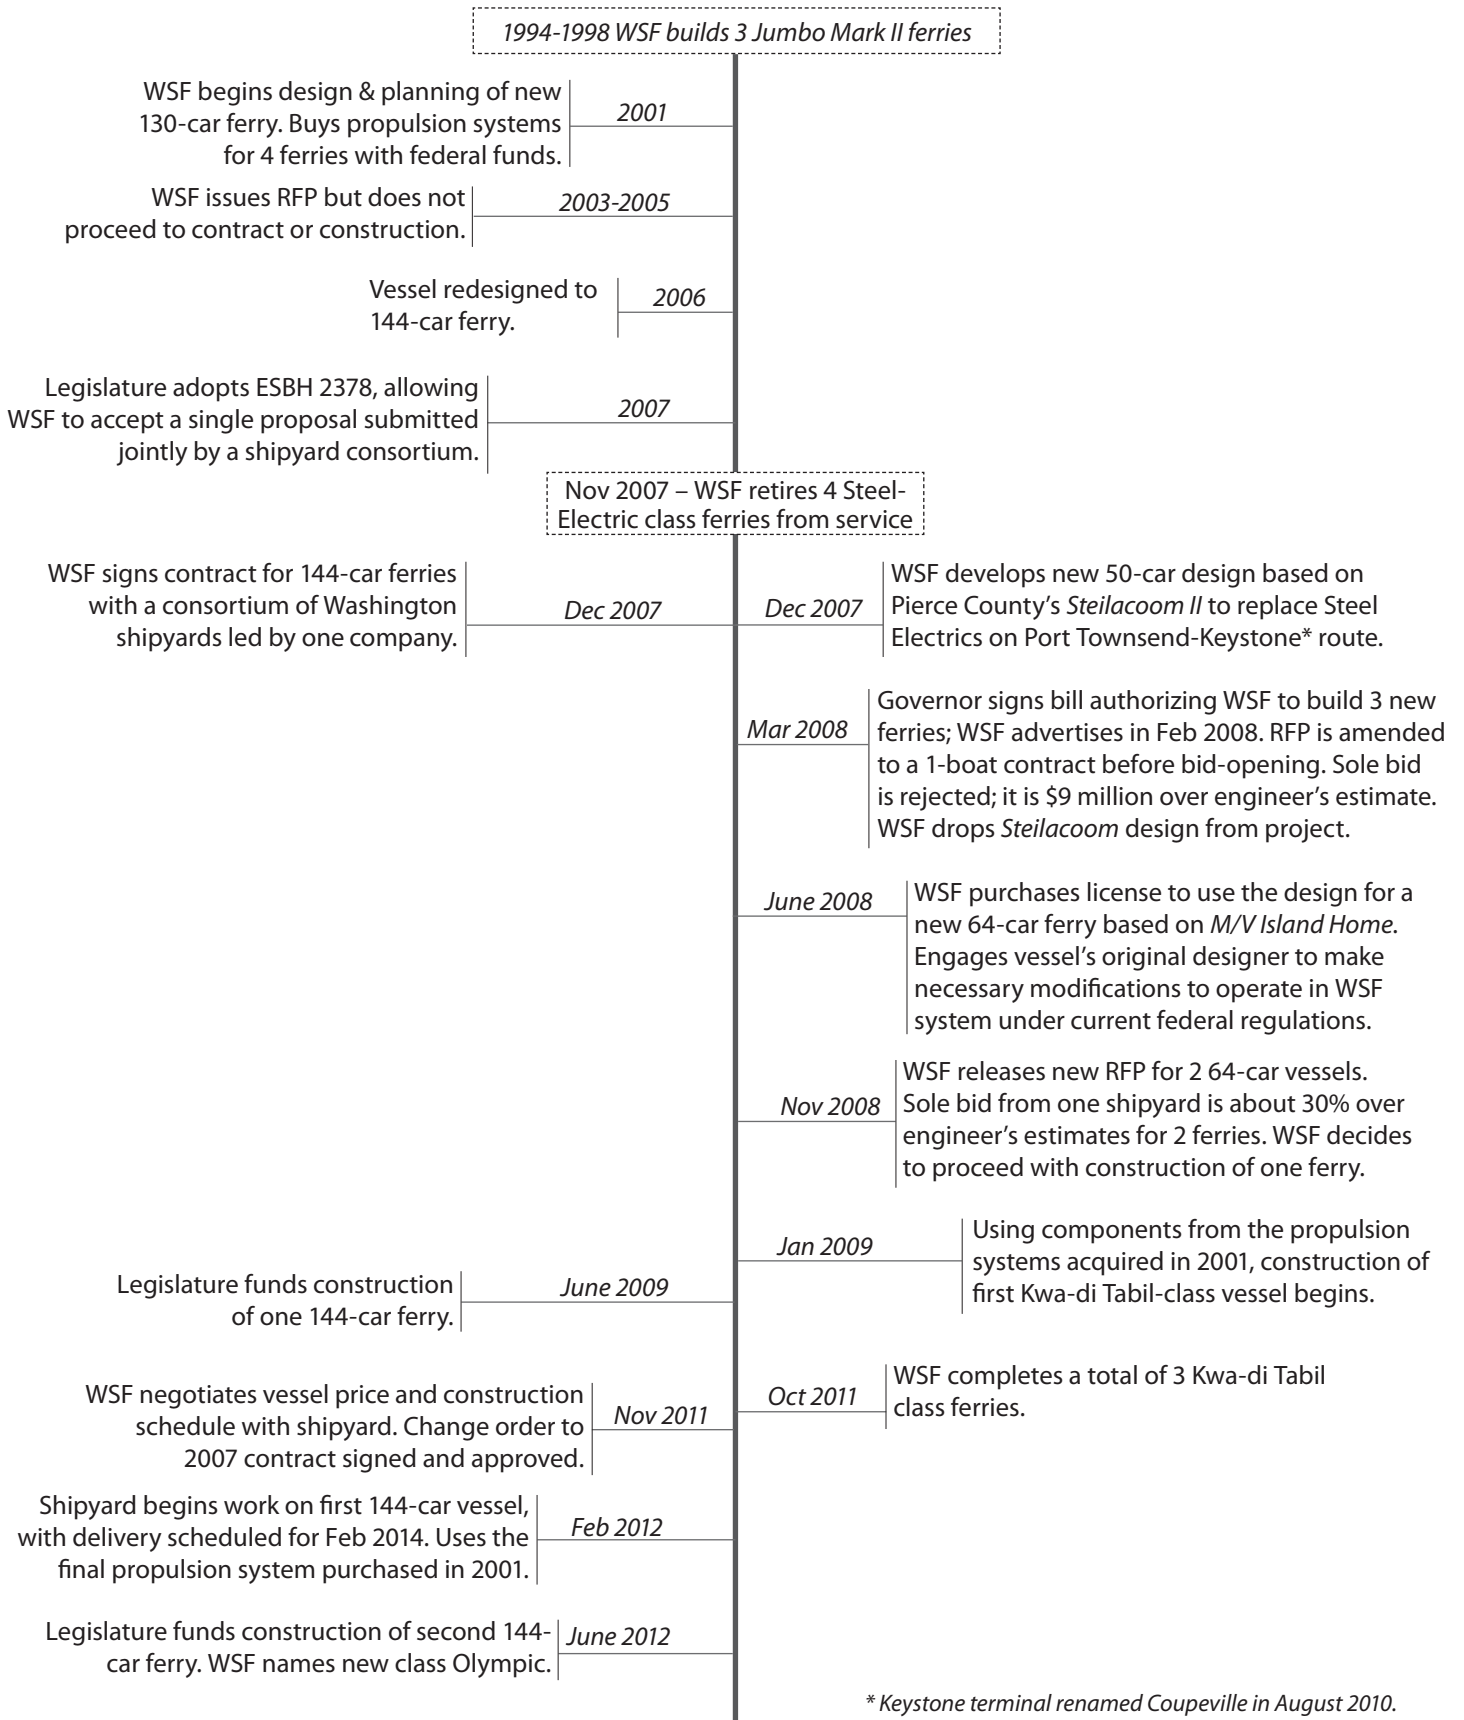 1994-1998 WSF builds 3 Jumbo Mark II ferries
WSF begins design & planning of new
130-car ferry. Buys propulsion systems
for 4 ferries with federal funds.
2001
WSF issues RFP but does not
proceed to contract or construction.
2003-2005
Vessel redesigned to
144-car ferry.
2006
Legislature adopts ESBH 2378, allowing
WSF to accept a single proposal submitted
jointly by a shipyard consortium.
2007
Nov 2007 – WSF retires 4 Steel-
Electric class ferries from service
WSF signs contract for 144-car ferries
with a consortium of Washington
shipyards led by one company.
Dec 2007
Dec 2007
WSF develops new 50-car design based on
Pierce County’s Steilacoom II to replace Steel
Electrics on Port Townsend-Keystone* route.
Mar 2008
Governor signs bill authorizing WSF to build 3 new
ferries; WSF advertises in Feb 2008. RFP is amended
to a 1-boat contract before bid-opening. Sole bid
is rejected; it is $9 million over engineer’s estimate.
WSF drops Steilacoom design from project.
June 2008
WSF purchases license to use the design for a
new 64-car ferry based on M/V Island Home.
Engages vessel’s original designer to make
necessary modifications to operate in WSF
system under current federal regulations.
Nov 2008
WSF releases new RFP for 2 64-car vessels.
Sole bid from one shipyard is about 30% over
engineer’s estimates for 2 ferries. WSF decides
to proceed with construction of one ferry.
Jan 2009
Using components from the propulsion
systems acquired in 2001, construction of
first Kwa-di Tabil-class vessel begins.
Legislature funds construction
of one 144-car ferry.
June 2009
Oct 2011
WSF completes a total of 3 Kwa-di Tabil
class ferries.
WSF negotiates vessel price and construction
schedule with shipyard. Change order to
2007 contract signed and approved.
Nov 2011
Shipyard begins work on first 144-car vessel,
with delivery scheduled for Feb 2014. Uses the
final propulsion system purchased in 2001.
Feb 2012
Legislature funds construction of second 144-
car ferry. WSF names new class Olympic.
June 2012
* Keystone terminal renamed Coupeville in August 2010.